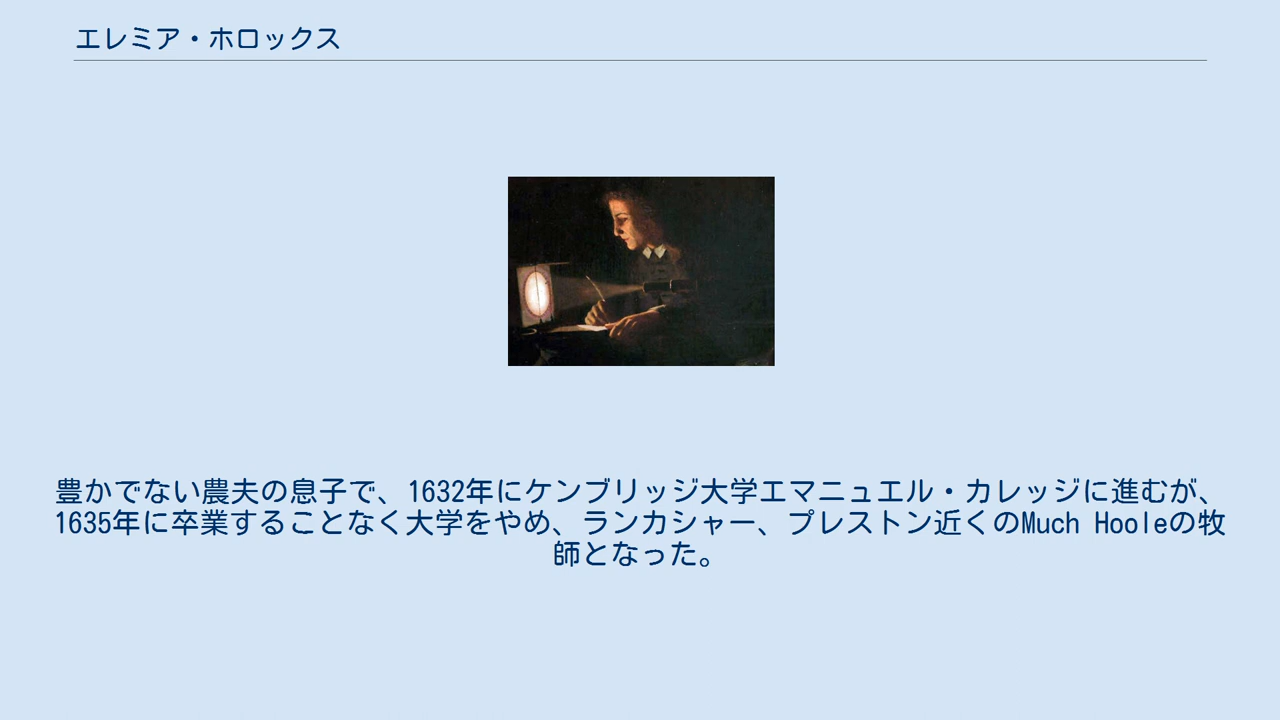 エレミア・ホロックス
豊かでない農夫の息子で、1632年にケンブリッジ大学エマニュエル・カレッジに進むが、
1635年に卒業することなく大学をやめ、ランカシャー、プレストン近くのMuch Hooleの牧
師となった。